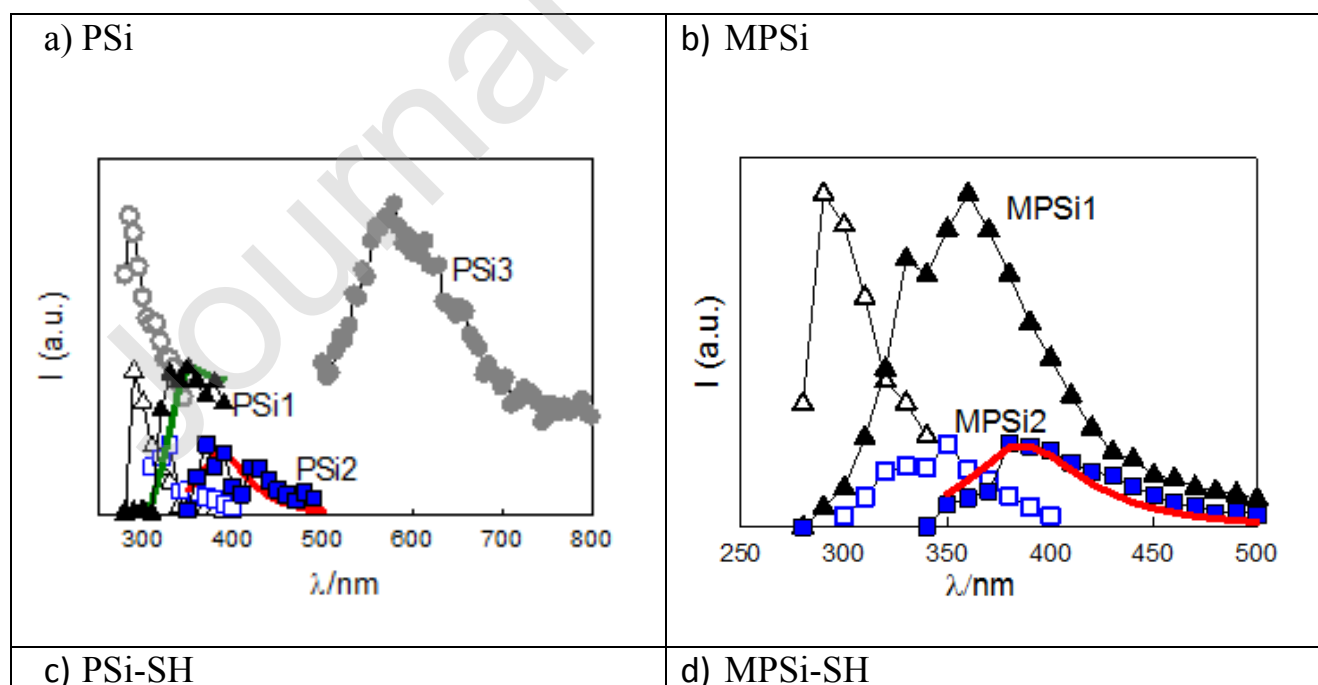 a) PSi
b) MPSi
Journal
I (a.u.)
PSi3
PSi1
PSi2
300 400 500 600 700 800
λ/nm
I (a.u.)
MPSi1
MPSi2
250 300 350 400 450 500
λ/nm
c) PSi-SH
d) MPSi-SH